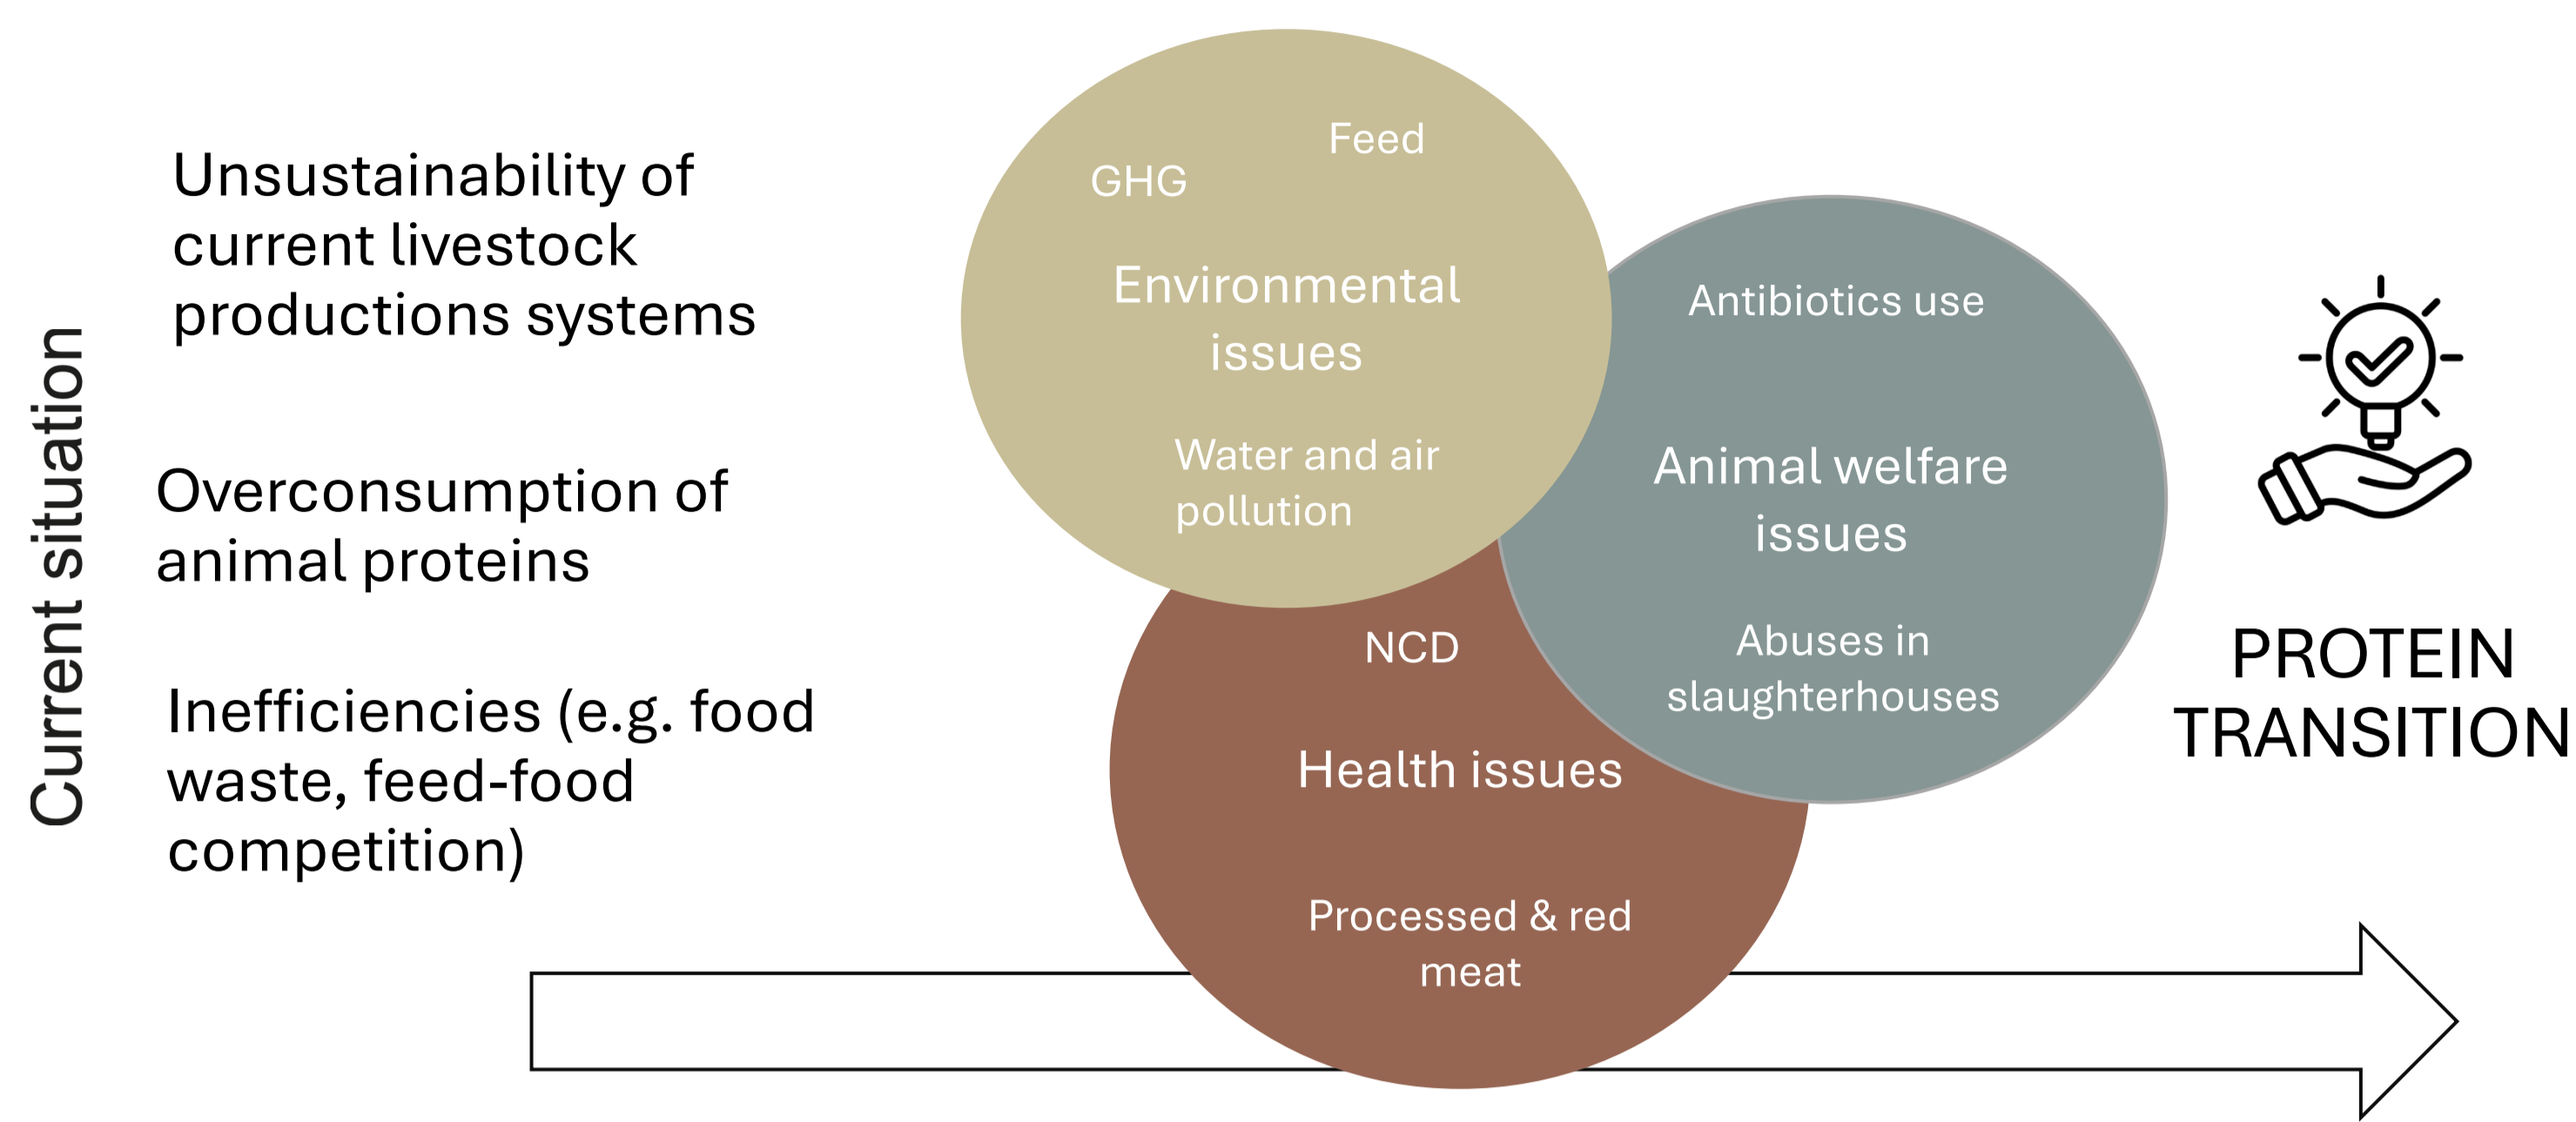 Current situation
Unsustainability of
current livestock
productions systems
Overconsumption of
animal proteins
Inefficiencies (e.g. food
waste, feed-food
competition)
Feed
GHG
Environmental
issues
Water and air
pollution
Antibiotics use
Animal welfare
issues
Abuses in
slaughterhouses
NCD
Health issues
Processed & red
meat
PROTEIN
TRANSITION